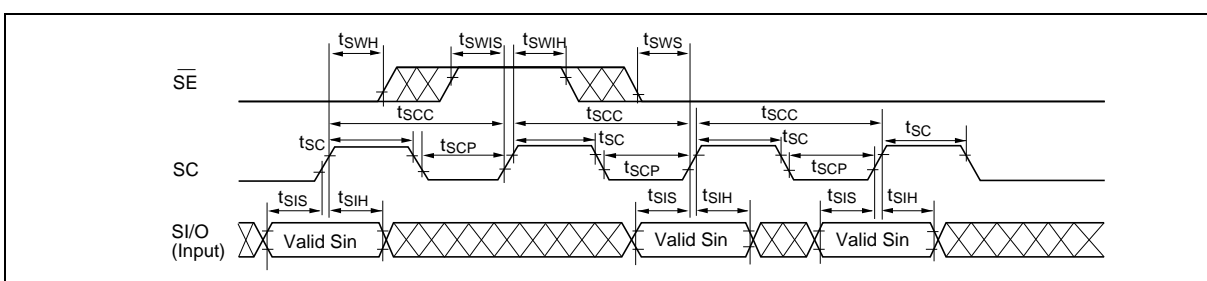 tSWH tSWIS tSWIH tSWS
SE
tSCC tSCC tSCC
tSC tSC tSC tSC
SC
tSCP tSCP tSCP
tSIS tSIH tSIS tSIH tSIS tSIH
SI/O
(Input)
Valid Sin Valid Sin Valid Sin